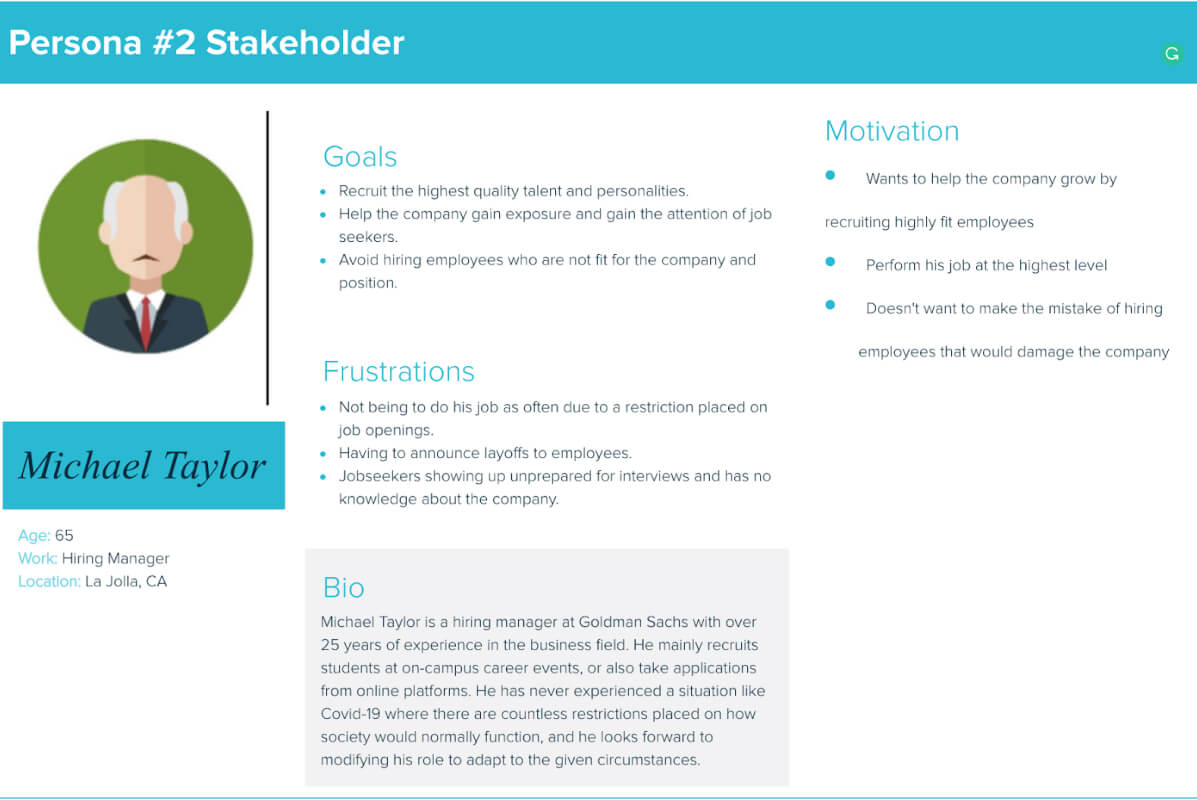 Persona #2 Stakeholder
Goals
• Recruit the highest quality talent and personalities.
• Help the company gain exposure and gain the attention of job
seekers.
• Avoid hiring employees who are not fit for the company and
position.
Frustrations
• Not being to do his job as often due to a restriction placed on
job openings.
• Having to announce layoffs to employees.
• Jobseekers showing up unprepared for interviews and has no
knowledge about the company.
Motivation
• Wants to help the company grow by
recruiting highly fit employees
• Perform his job at the highest level
• Doesn't want to make the mistake of hiring
employees that would damage the company
Michael Taylor
Age: 65
Work: Hiring Manager
Location: La Jolla, CA
Bio
Michael Taylor is a hiring manager at Goldman Sachs with over
25 years of experience in the business field. He mainly recruits
students at on-campus career events, or also take applications
from online platforms. He has never experienced a situation like
Covid-19 where there are countless restrictions placed on how
society would normally function, and he looks forward to
modifying his role to adapt to the given circumstances.